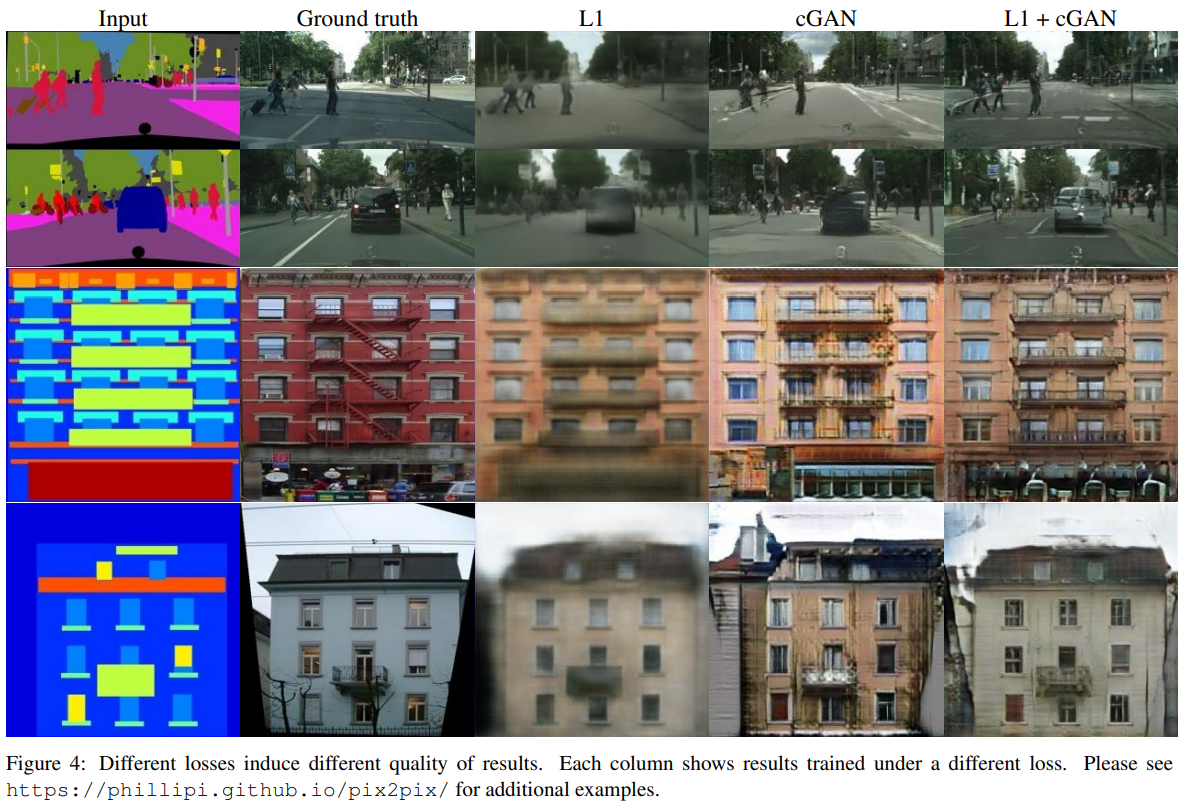 Input Ground truth L1 cGAN L1 + cGAN
Figure 4: Different losses induce different quality of results. Each column shows results trained under a different loss. Please see
https://phillipi.github.io/pix2pix/ for additional examples.